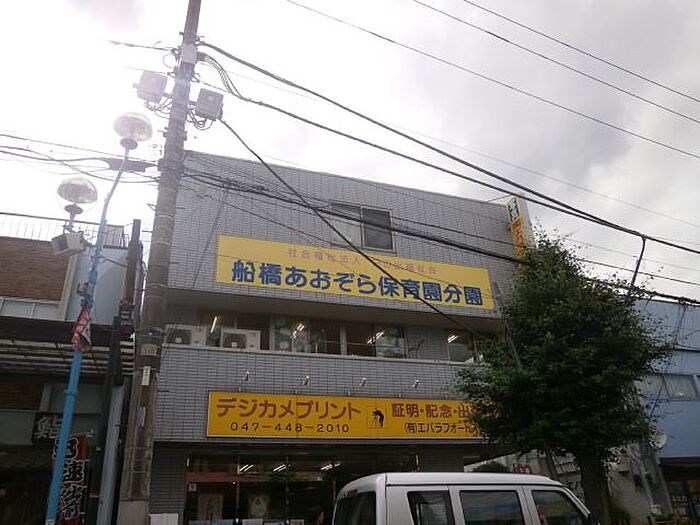 社会福祉法人
船橋あおぞら保育園分園
デジカメプリント
047-448-2010
証明・記念・出
(有)エバラフォート
鮨